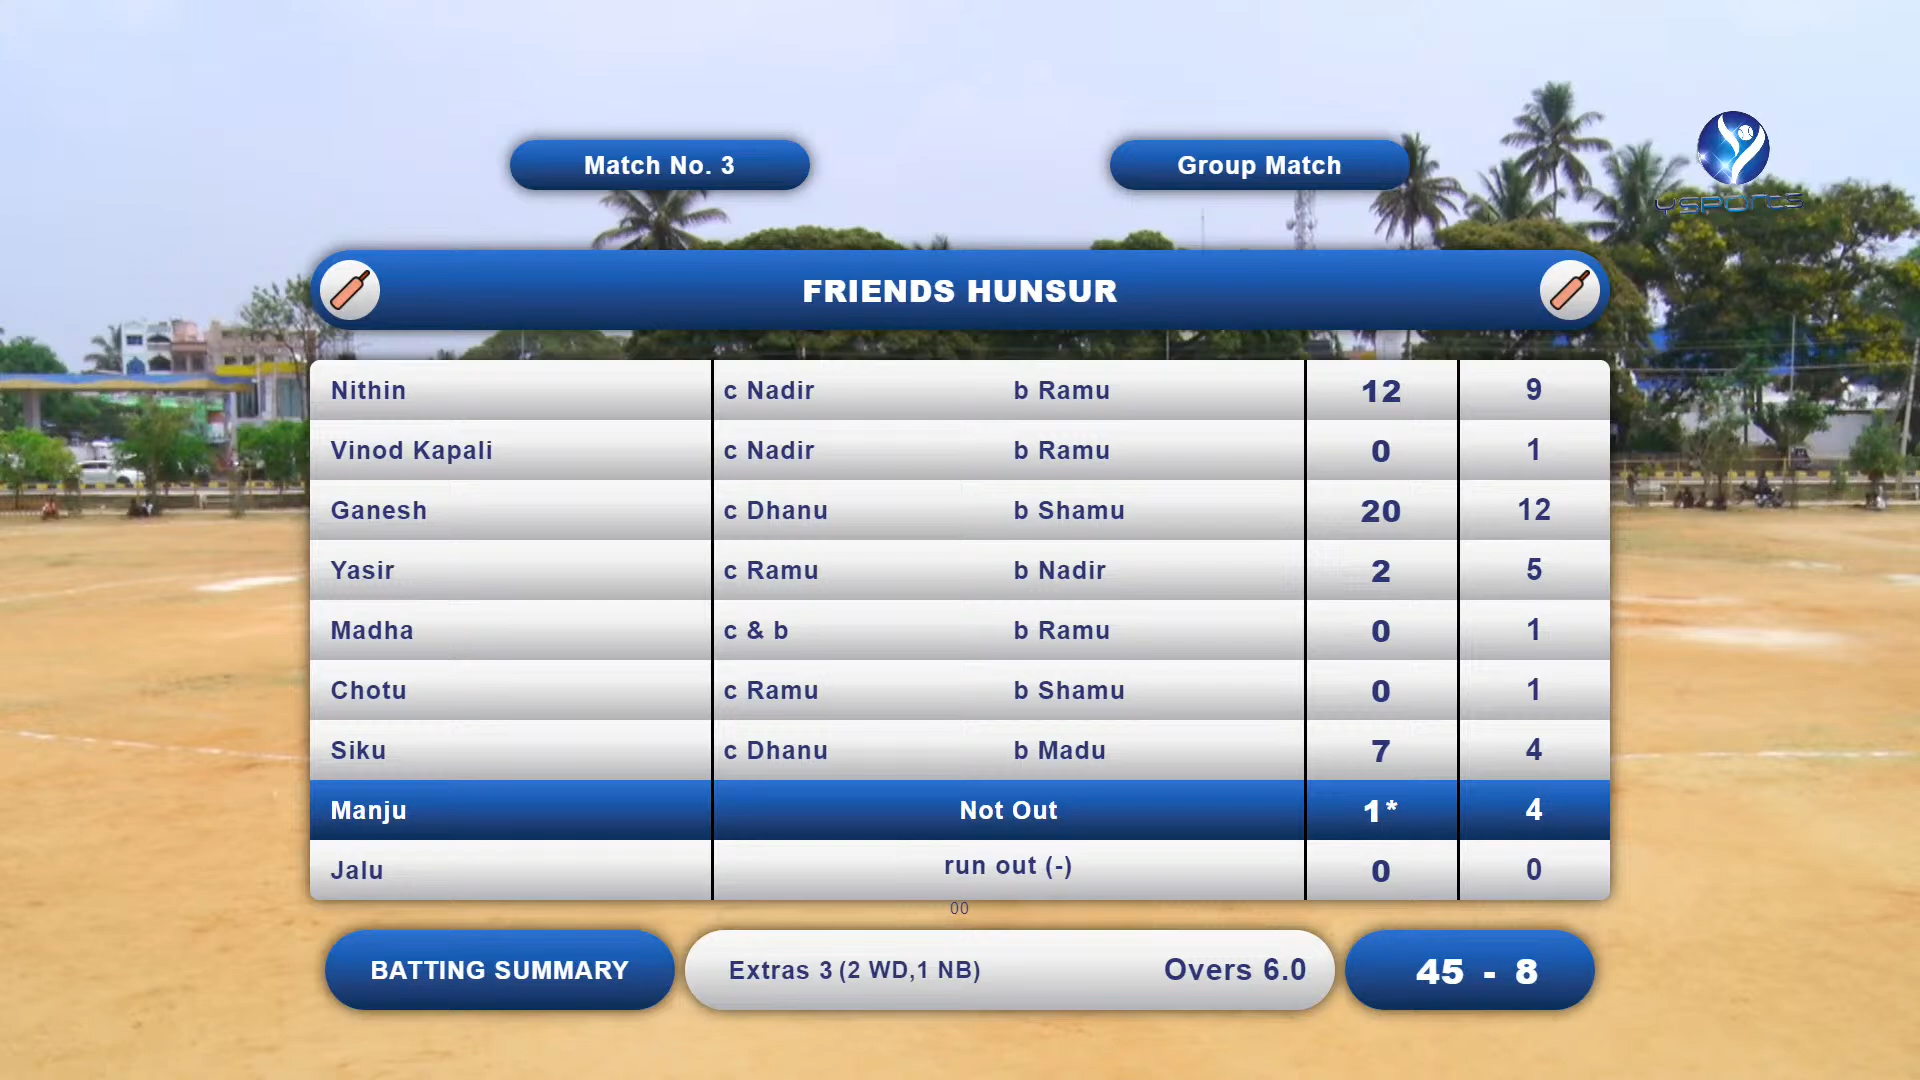 Match No. 3
Group Match
YSPORTS
FRIENDS HUNSUR
Nithin c Nadir b Ramu 12 9
Vinod Kapali c Nadir b Ramu 0 1
Ganesh c Dhanu b Shamu 20 12
Yasir c Ramu b Nadir 2 5
Madha c & b b Ramu 0 1
Chotu c Ramu b Shamu 0 1
Siku c Dhanu b Madu 7 4
Manju Not Out 1* 4
Jalu run out (-) 0 0
00
BATTING SUMMARY Extras 3 (2 WD,1 NB) Overs 6.0 45 - 8